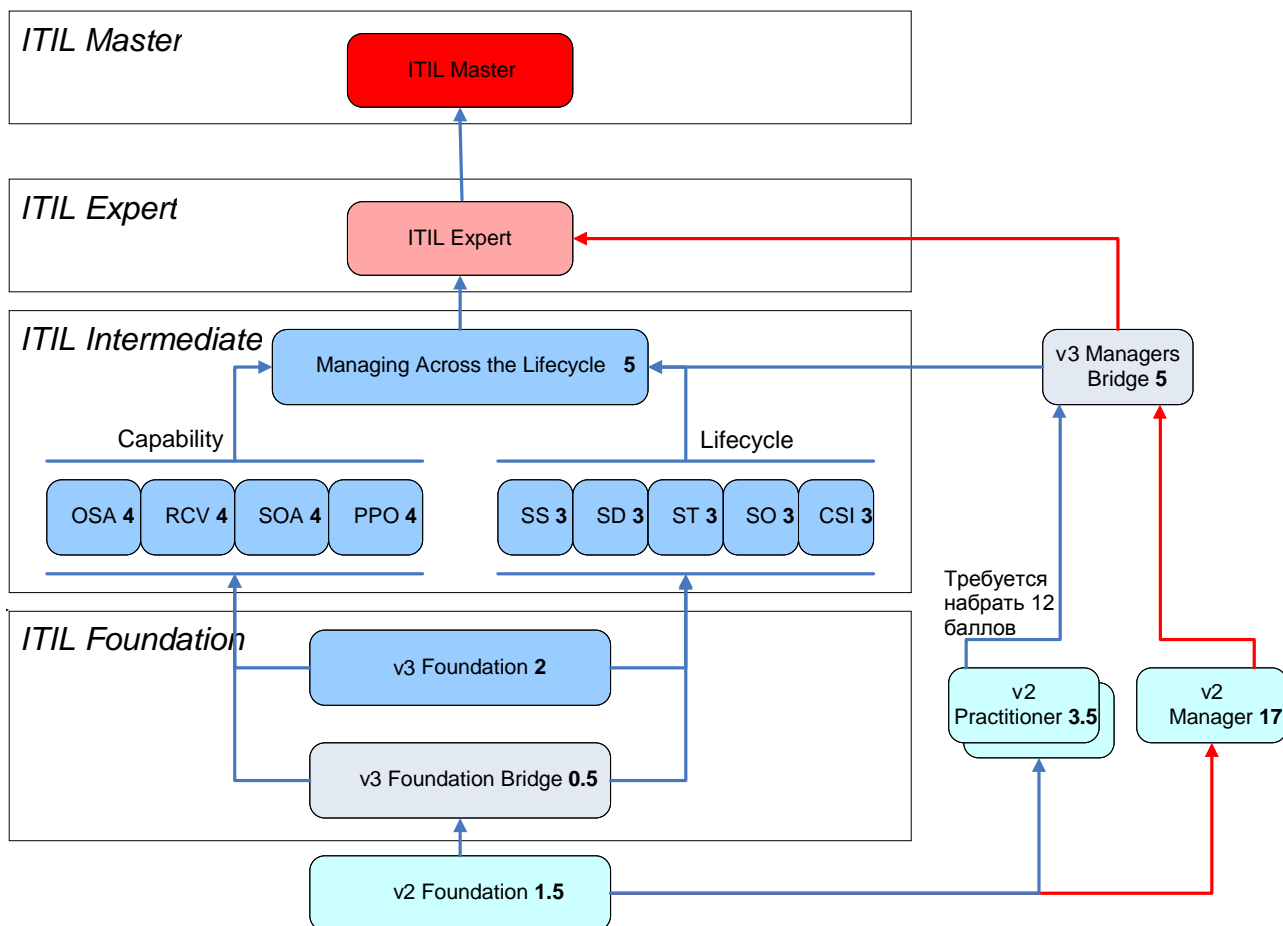 ITIL Master
ITIL Master
ITIL Expert
ITIL Expert
ITIL Intermediate
Managing Across the Lifecycle 5
v3 Managers
Bridge 5
Capability
Lifecycle
OSA 4
RCV 4
SOA 4
PPO 4
SS 3
SD 3
ST 3
SO 3
CSI 3
Требуется
набрать 12
баллов
ITIL Foundation
v3 Foundation 2
v2
Practitioner 3.5
v2
Manager 17
v3 Foundation Bridge 0.5
v2 Foundation 1.5